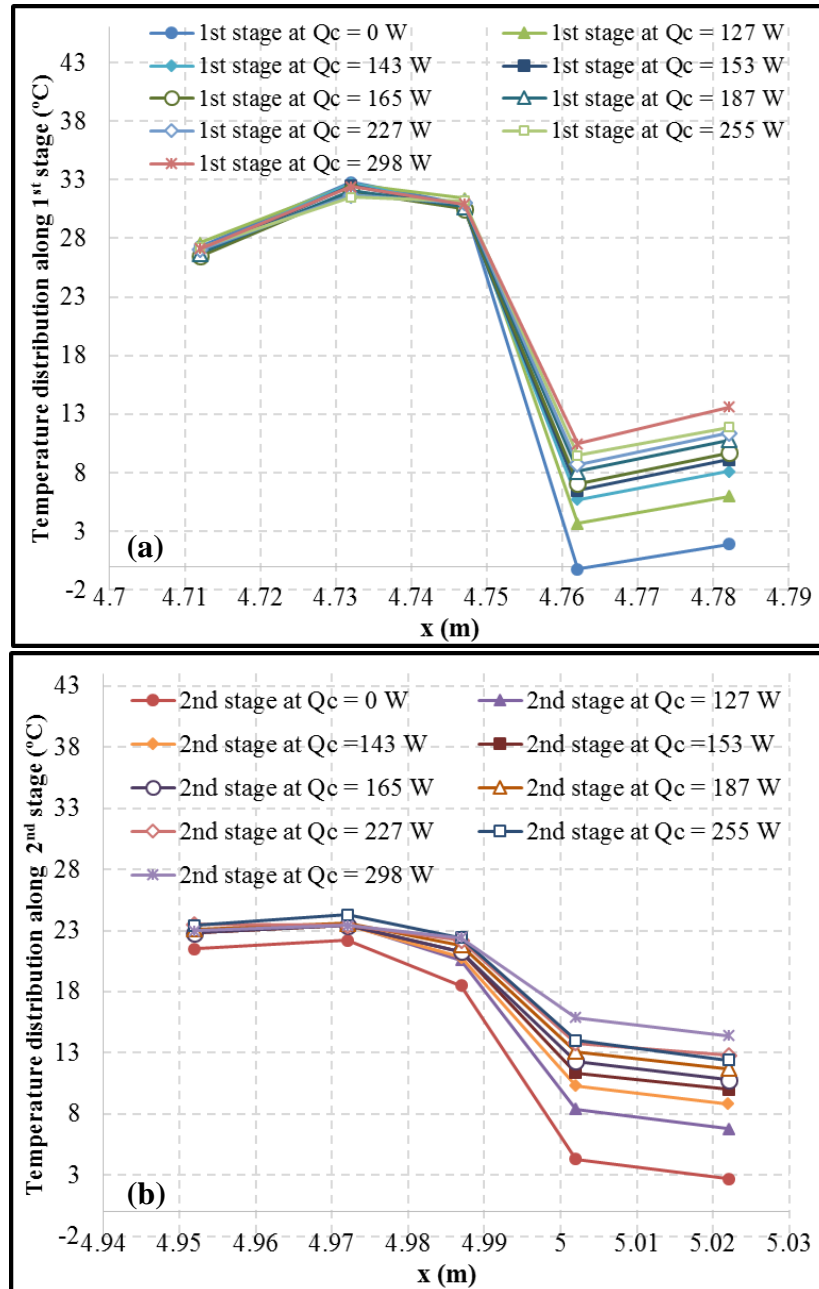 Temperature distribution along 1st stage (ºC)
1st stage at Qc = 0 W
1st stage at Qc = 127 W
1st stage at Qc = 143 W
1st stage at Qc = 153 W
1st stage at Qc = 165 W
1st stage at Qc = 187 W
1st stage at Qc = 227 W
1st stage at Qc = 255 W
1st stage at Qc = 298 W
43
38
33
28
23
18
13
8
3
-2
(a)
4.7 4.71 4.72 4.73 4.74 4.75 4.76 4.77 4.78 4.79
x (m)
Temperature distribution along 2nd stage (ºC)
2nd stage at Qc = 0 W
2nd stage at Qc = 127 W
2nd stage at Qc =143 W
2nd stage at Qc =153 W
2nd stage at Qc = 165 W
2nd stage at Qc = 187 W
2nd stage at Qc = 227 W
2nd stage at Qc = 255 W
2nd stage at Qc = 298 W
43
38
33
28
23
18
13
8
3
-2
(b)
4.94 4.95 4.96 4.97 4.98 4.99 5 5.01 5.02 5.03
x (m)